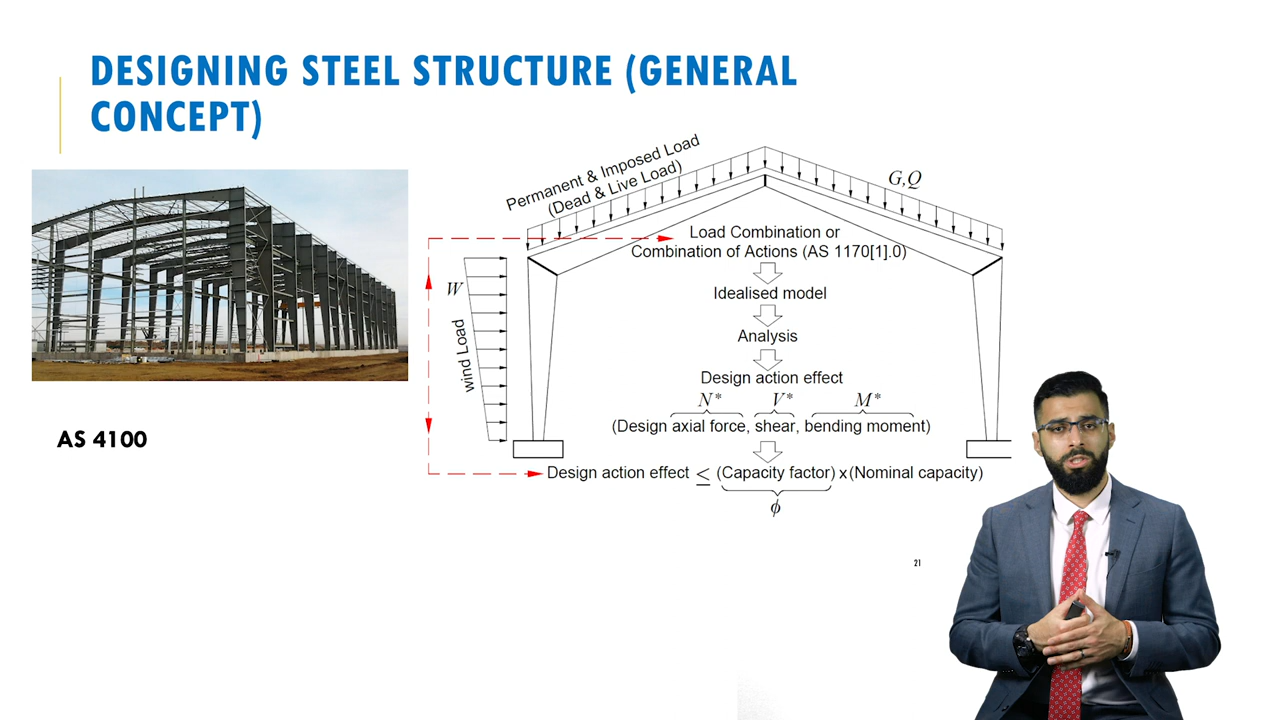 DESIGNING STEEL STRUCTURE (GENERAL
CONCEPT)
Permanent & Imposed Load
(Dead & Live Load)
G,Q
Load Combination or
Combination of Actions (AS 1170[1].0)
W
wind Load
Idealised model
Analysis
Design action effect
N* V* M*
(Design axial force, shear, bending moment)
AS 4100
Design action effect ≤ (Capacity factor) x (Nominal capacity)
ϕ
21